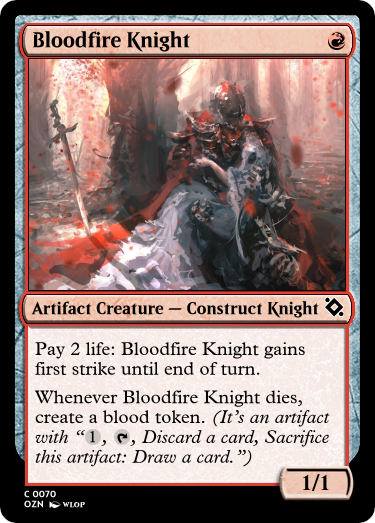 Bloodfire Knight
Artifact Creature — Construct Knight
Pay 2 life: Bloodfire Knight gains
first strike until end of turn.
Whenever Bloodfire Knight dies,
create a blood token. (It's an artifact
with “1, , Discard a card, Sacrifice
this artifact: Draw a card.”)
1/1
C 0070
OZN WLOP